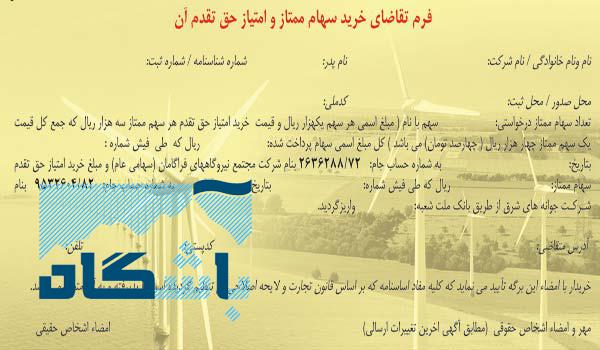 فرم تقاضای خرید سهام ممتاز و امتیاز حق تقدم آن
نام ونام خانوادگی / نام شرکت: نام پدر: شماره شناسنامه / شماره ثبت:
محل صدور / محل ثبت: کدملی:
تعداد سهام ممتاز درخواستی: سهم با نام ( مبلغ اسمی هر سهم یکهزار ریال و قیمت خرید امتیاز حق تقدم هر سهم ممتاز سه هزار ریال که جمع کل قیمت
یک سهم ممتاز چهار هزار ریال ( چهارصد تومان) می باشد ) کل مبلغ اسمی سهام پرداخت شده: ریال که طی فیش شماره :
بتاریخ: به شماره حساب جام: ۲۶۳۶۲۸۸/۷۲ بنام شرکت مجتمع نیروگاههای فراگامان (سهامی عام) و مبلغ خرید امتیاز حق تقدم
سهام ممتاز: ریال که طی فیش شماره: بتاریخ: به شماره حساب جام: ۹۵۳۲۴۰۴/۸۲ بنام
شرکت جوانه های شرق از طریق بانک ملت شعبه: واریز گردید.
آدرس متقاضی: کدپستی: تلفن:
خریدار با امضاء این برگه تأیید می نماید که کلیه مفاد اساسنامه که بر اساس قانون تجارت و لایحه اصلاحی تنظیم گردیده
مهر و امضاء اشخاص حقوقی (مطابق آگهی اخرین تغییرات ارسالی) امضاء اشخاص حقیقی
باشگاه